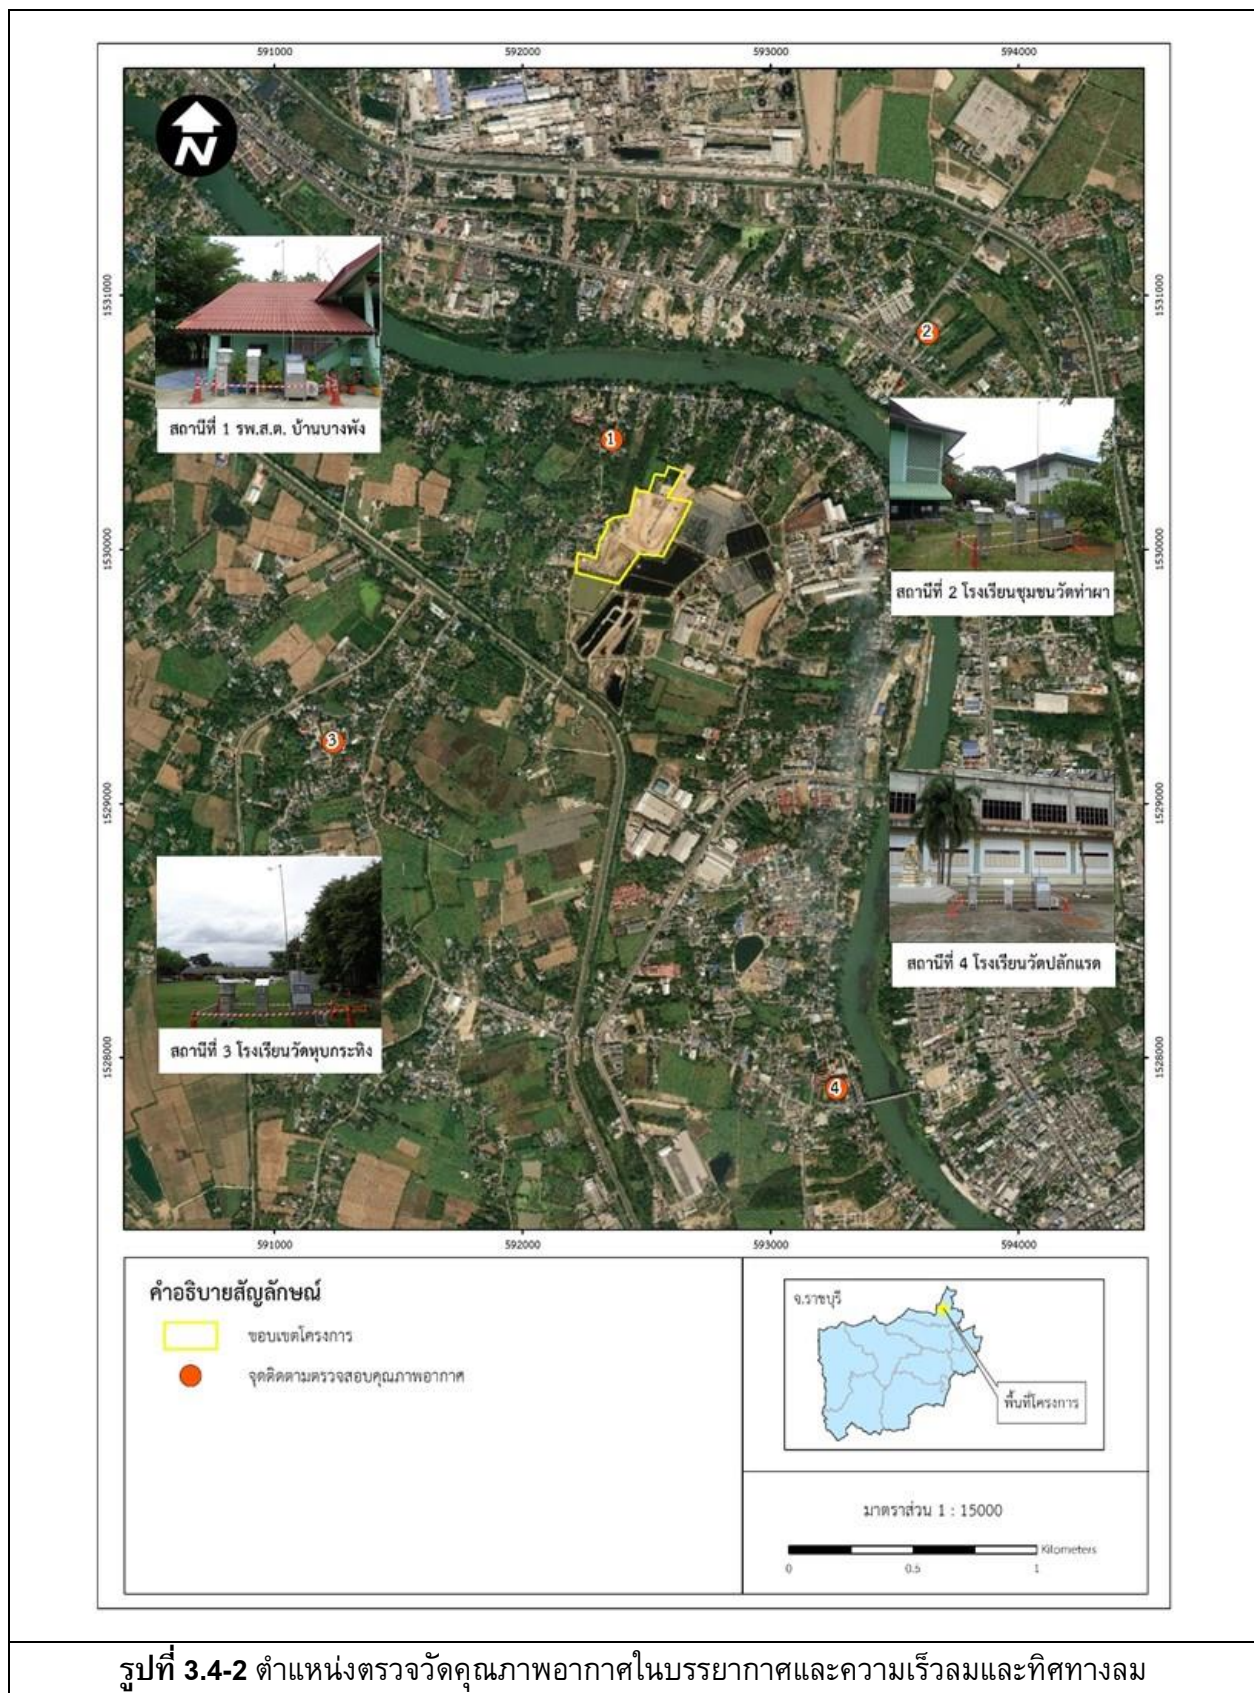 591000 592000 593000 594000
N
1531000 1531000
2
1
สถานีที่ 1 รพ.ส.ต. บ้านบางพัง
1530000 1530000
สถานีที่ 2 โรงเรียนชุมชนวัดท่าผา
3
1529000 1529000
สถานีที่ 4 โรงเรียนวัดปลักแรด
สถานีที่ 3 โรงเรียนวัดหุบกระทิง
1528000 1528000
4
591000 592000 593000 594000
คำอธิบายสัญลักษณ์
ขอบเขตโครงการ
จุดติดตามตรวจสอบคุณภาพอากาศ
จ.ราชบุรี
พื้นที่โครงการ
มาตราส่วน 1 : 15000
Kilometers
0 0.5 1
รูปที่ 3.4-2 ตำแหน่งตรวจวัดคุณภาพอากาศในบรรยากาศและความเร็วลมและทิศทางลม